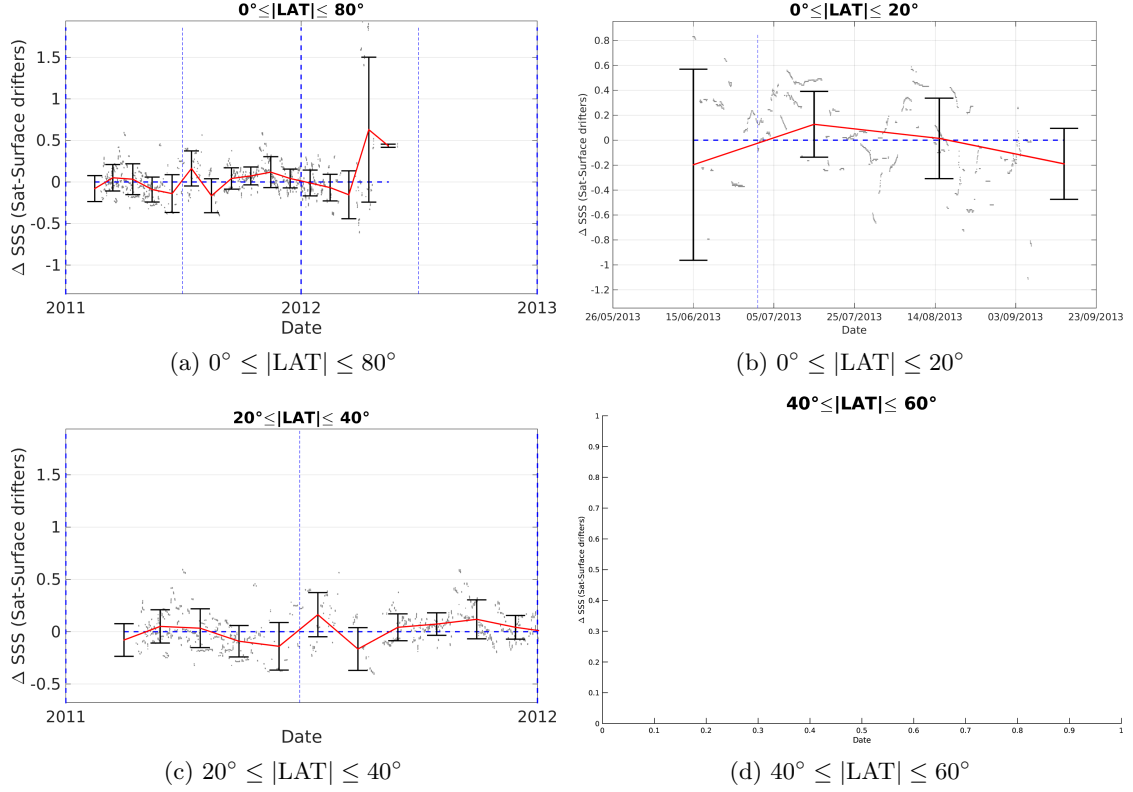 0°≤|LAT|≤ 80°
Δ SSS (Sat-Surface drifters)
1.5
1
0.5
0
-0.5
-1
2011 2012 2013
Date
(a) 0° ≤ |LAT| ≤ 80°
0°≤|LAT|≤ 20°
Δ SSS (Sat-Surface drifters)
0.8
0.6
0.4
0.2
0
-0.2
-0.4
-0.6
-0.8
-1
-1.2
26/05/2013 15/06/2013 05/07/2013 25/07/2013 14/08/2013 03/09/2013 23/09/2013
Date
(b) 0° ≤ |LAT| ≤ 20°
20°≤|LAT|≤ 40°
Δ SSS (Sat-Surface drifters)
1.5
1
0.5
0
-0.5
2011 2012
Date
(c) 20° ≤ |LAT| ≤ 40°
40°≤|LAT|≤ 60°
Δ SSS (Sat-Surface drifters)
1
0.9
0.8
0.7
0.6
0.5
0.4
0.3
0.2
0.1
0
0 0.1 0.2 0.3 0.4 0.5 0.6 0.7 0.8 0.9 1
Date
(d) 40° ≤ |LAT| ≤ 60°